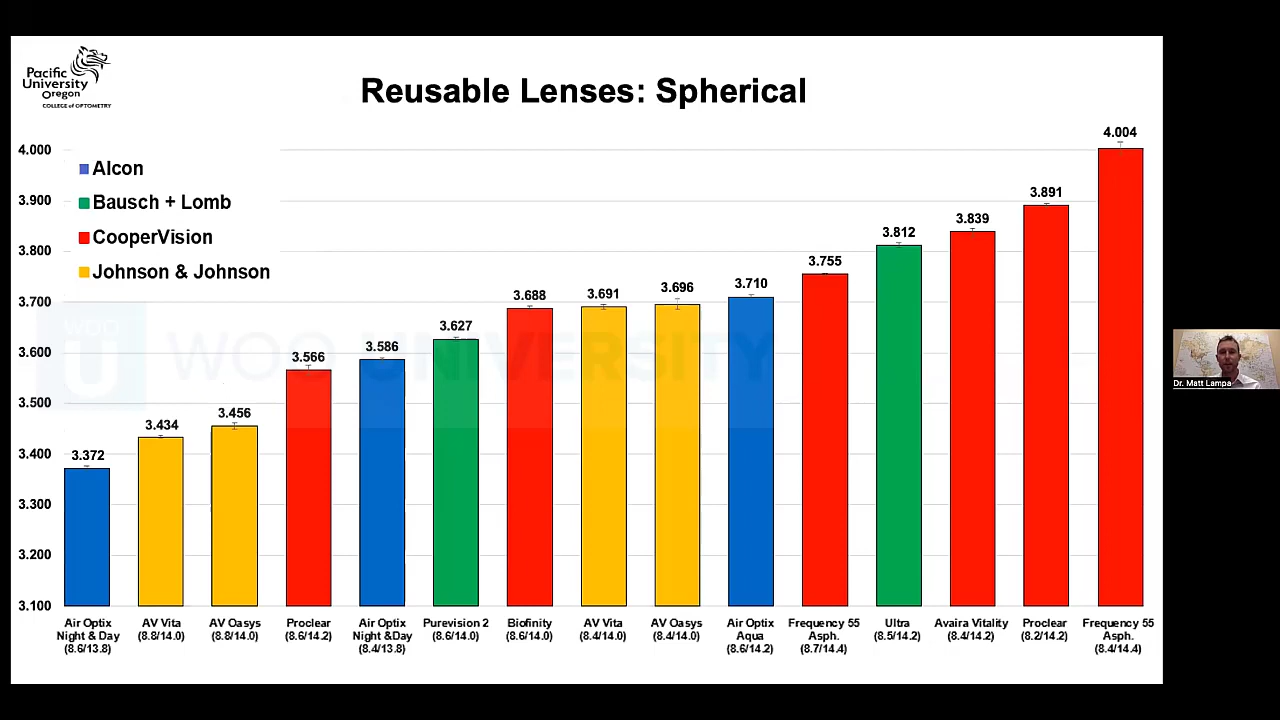 Pacific
University
Oregon
COLLEGE of OPTOMETRY
Reusable Lenses: Spherical
Alcon
Bausch + Lomb
CooperVision
Johnson & Johnson
4.000
3.900
3.800
3.700
3.600
3.500
3.400
3.300
3.200
3.100
3.372
3.434
3.456
3.566
3.586
3.627
3.688
3.691
3.696
3.710
3.755
3.812
3.839
3.891
4.004
WOO
U
WOO UNIVERSITY
Air Optix
Night & Day
(8.6/13.8)
AV Vita
(8.8/14.0)
AV Oasys
(8.8/14.0)
Proclear
(8.6/14.2)
Air Optix
Night &Day
(8.4/13.8)
Purevision 2
(8.6/14.0)
Biofinity
(8.6/14.0)
AV Vita
(8.4/14.0)
AV Oasys
(8.4/14.0)
Air Optix
Aqua
(8.6/14.2)
Frequency 55
Asph.
(8.7/14.4)
Ultra
(8.5/14.2)
Avaira Vitality
(8.4/14.2)
Proclear
(8.2/14.2)
Frequency 55
Asph.
(8.4/14.4)
Dr. Matt Lampa